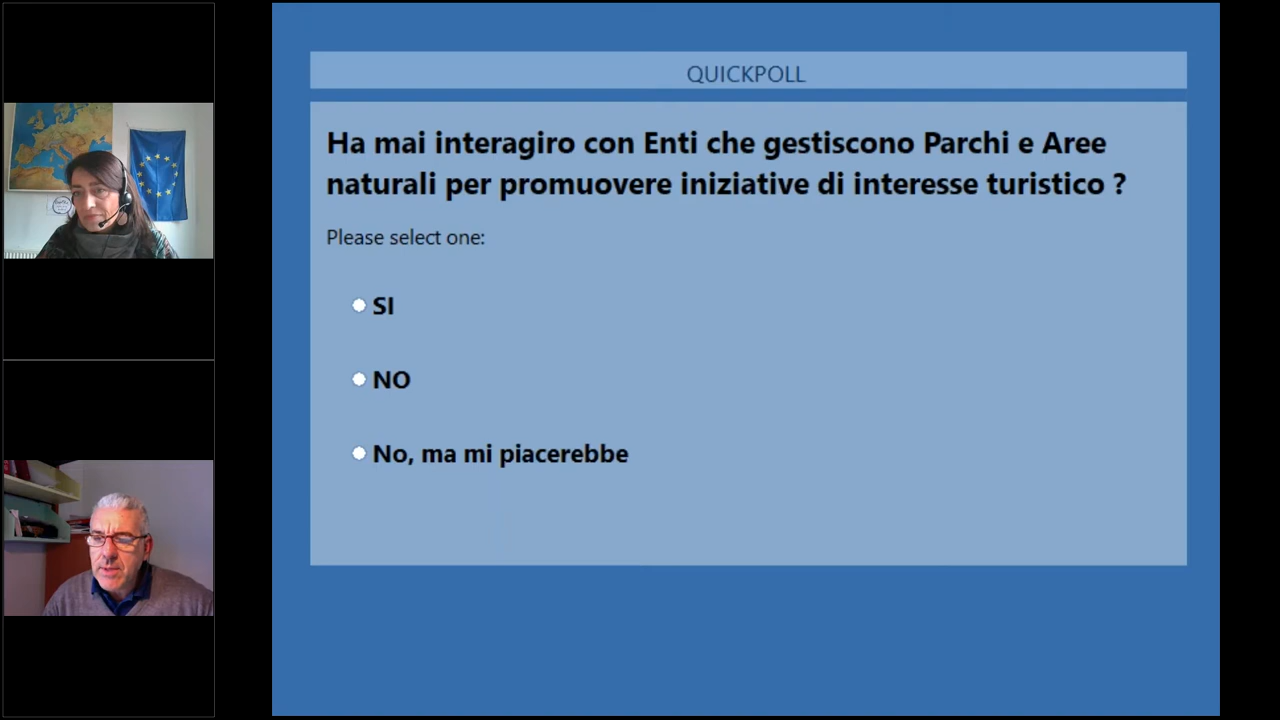 QUICKPOLL
Ha mai interagiro con Enti che gestiscono Parchi e Aree
naturali per promuovere iniziative di interesse turistico ?
Please select one:
SI
NO
No, ma mi piacerebbe